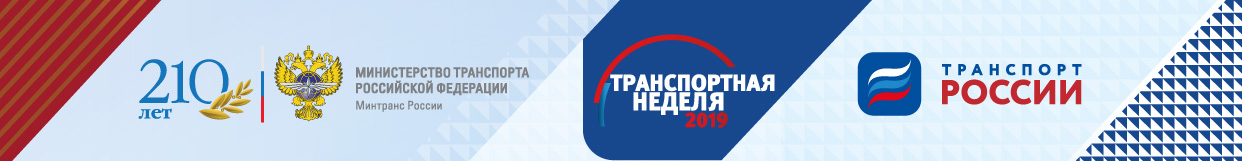 210
лет
МИНИСТЕРСТВО ТРАНСПОРТА
РОССИЙСКОЙ ФЕДЕРАЦИИ
Минтранс России
ТРАНСПОРТНАЯ
НЕДЕЛЯ
2019
ТРАНСПОРТ
РОССИИ